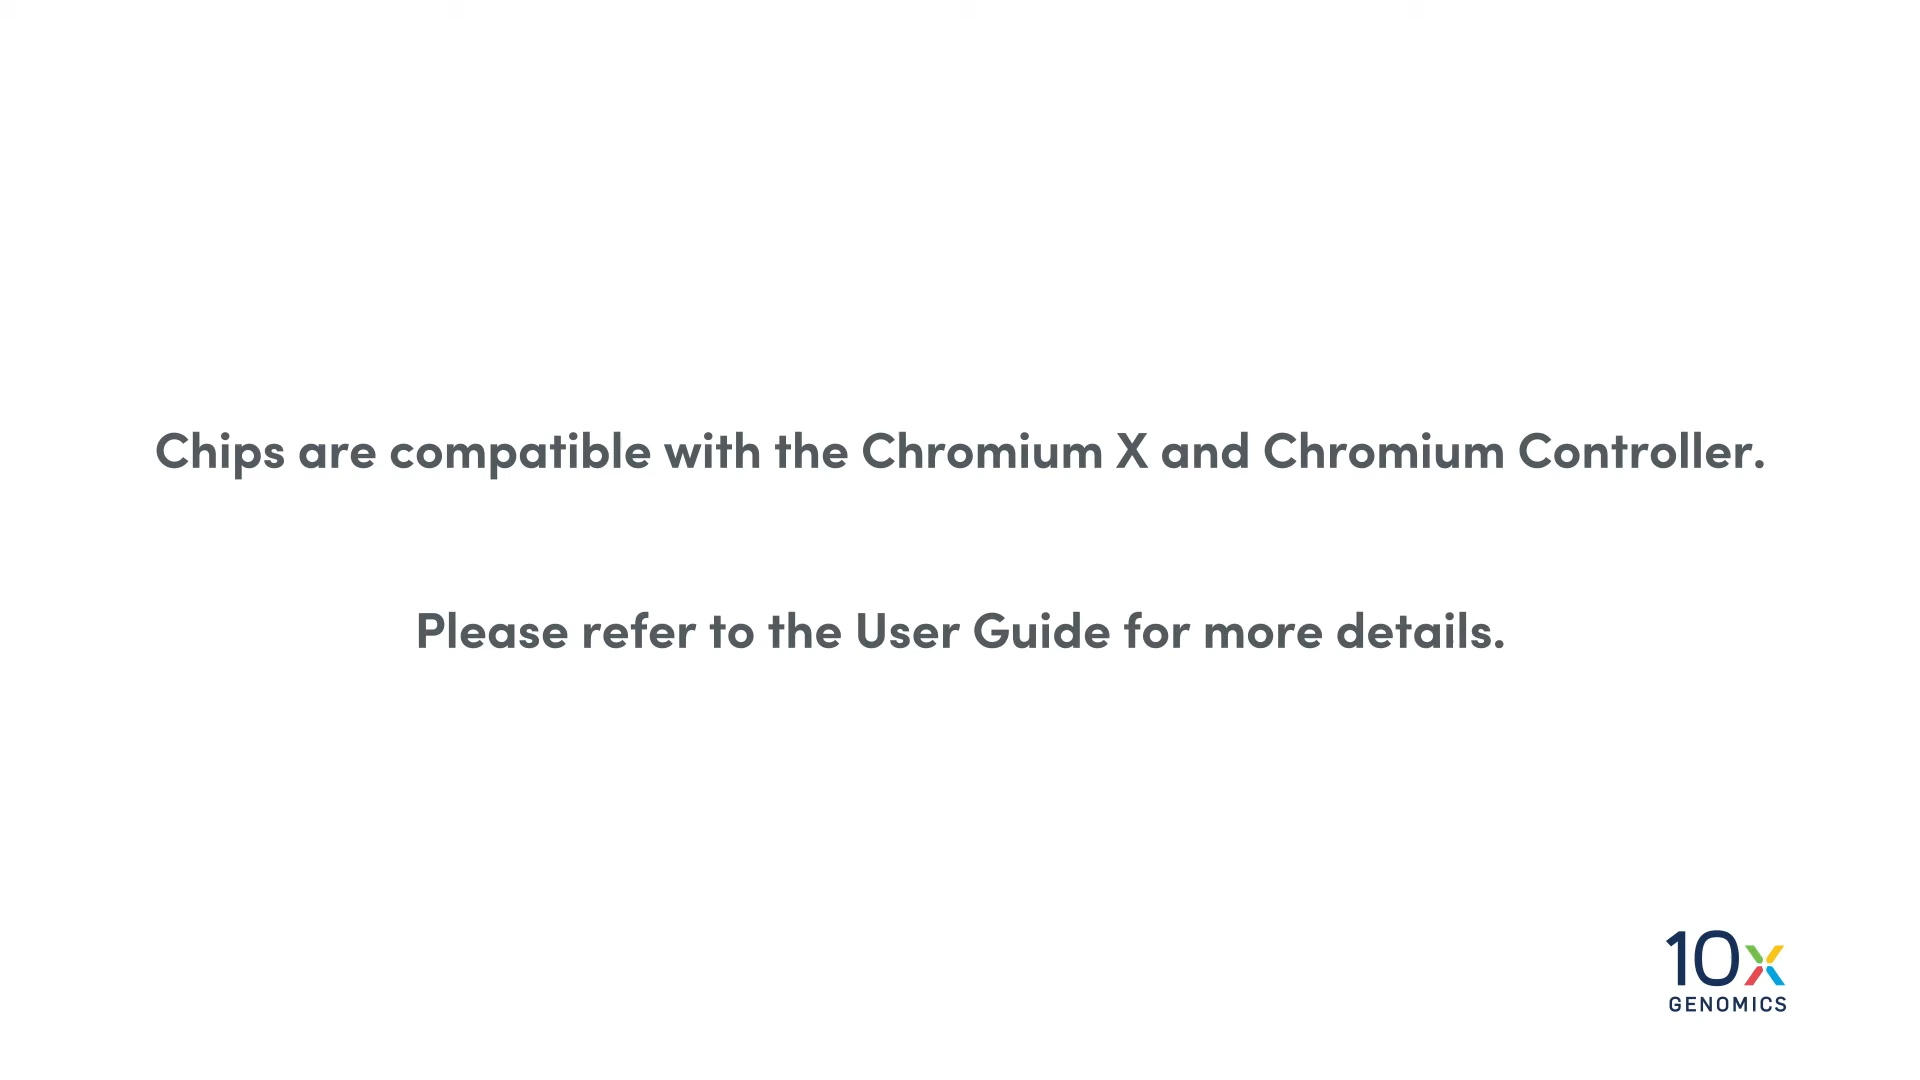 Chips are compatible with the Chromium X and Chromium Controller.
Please refer to the User Guide for more details.
10x
GENOMICS